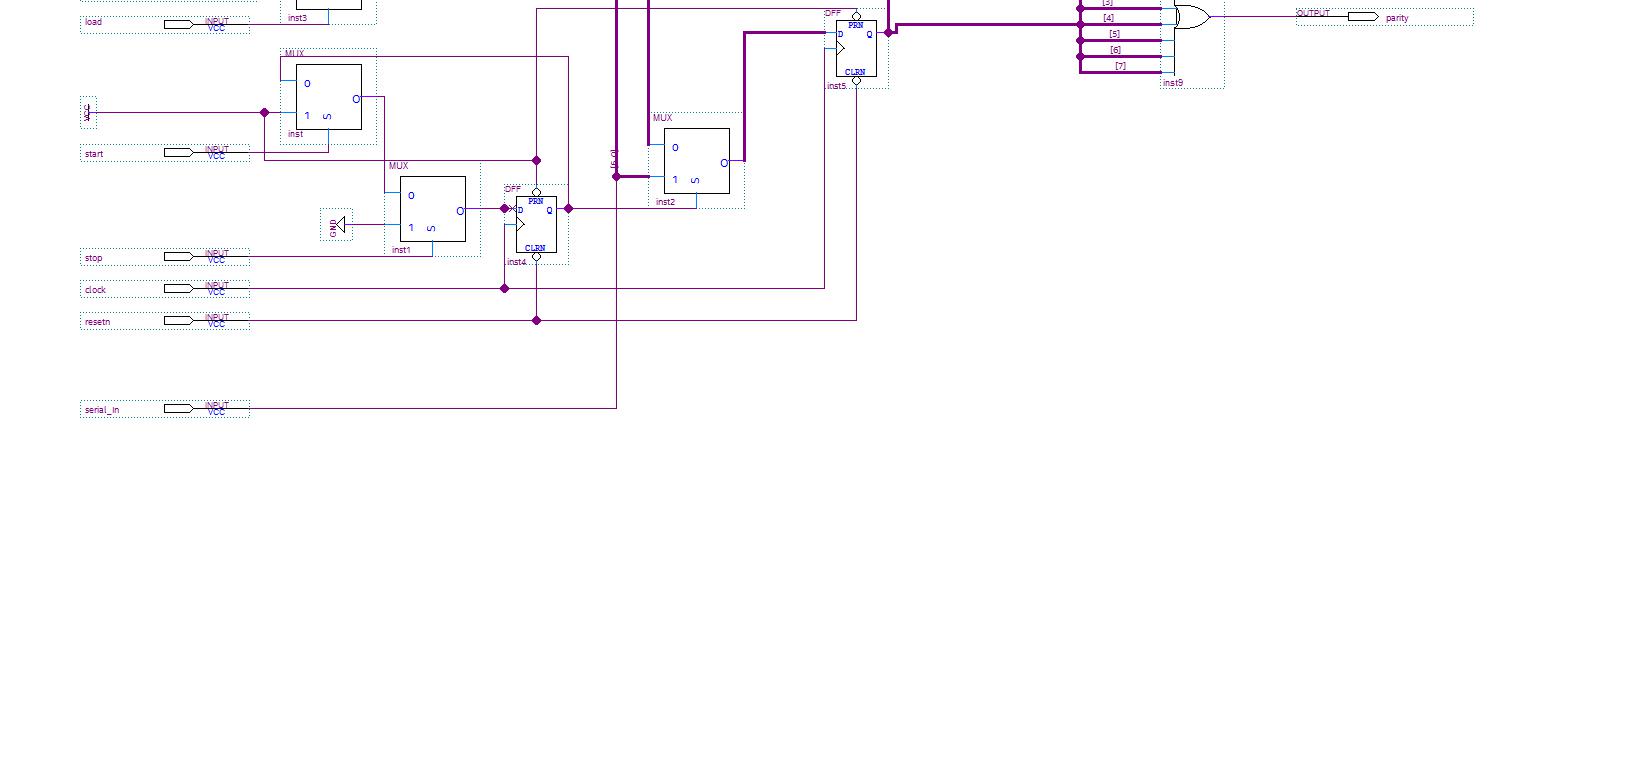 [3]
load
INPUT
VCC
inst3
DFF
PRN
D
Q
CLRN
inst5
[4]
[5]
[6]
[7]
inst9
OUTPUT
parity
MUX
0
O
1
S
inst
VCC
start
INPUT
VCC
MUX
0
O
1
S
inst1
GND
DFF
PRN
D
Q
CLRN
inst4
MUX
0
O
1
S
inst2
stop
INPUT
VCC
clock
INPUT
VCC
resetn
INPUT
VCC
serial_in
INPUT
VCC